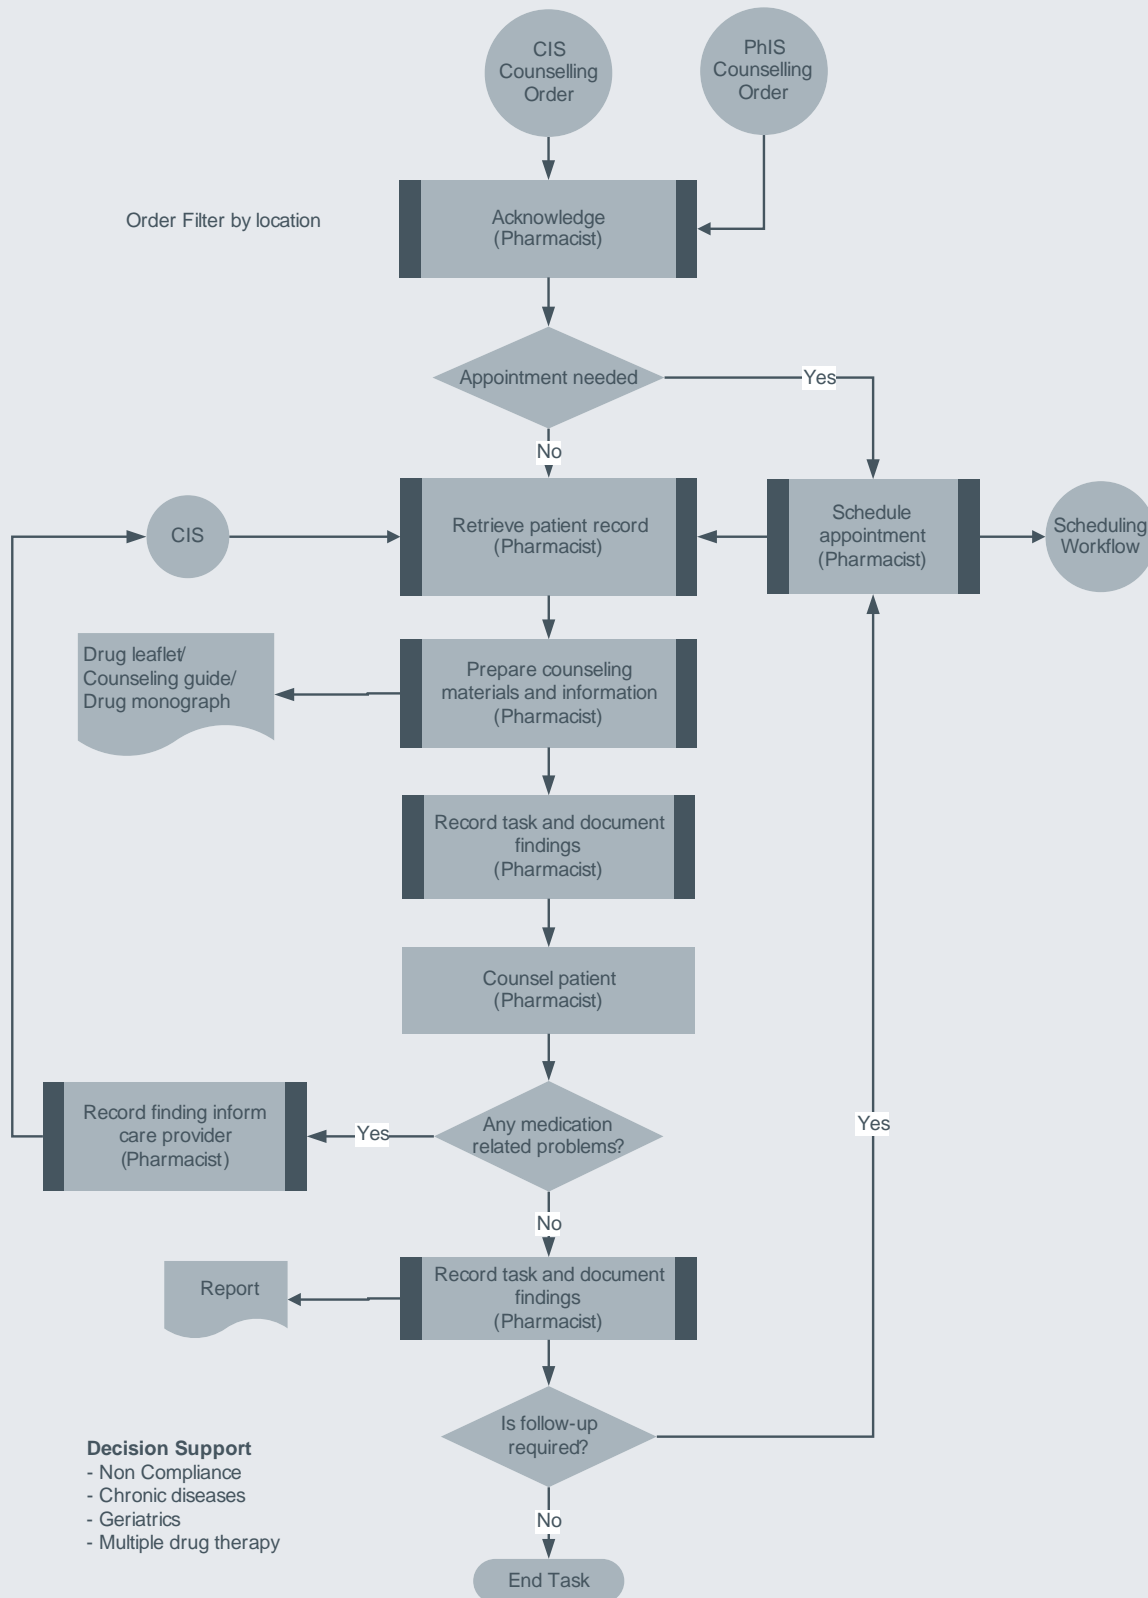 CIS
Counselling
Order
PhIS
Counselling
Order
Order Filter by location
Acknowledge
(Pharmacist)
Appointment needed
Yes
No
CIS
Retrieve patient record
(Pharmacist)
Schedule
appointment
(Pharmacist)
Scheduling
Workflow
Drug leaflet/
Counseling guide/
Drug monograph
Prepare counseling
materials and information
(Pharmacist)
Record task and document
findings
(Pharmacist)
Counsel patient
(Pharmacist)
Record finding inform
care provider
(Pharmacist)
Yes
Any medication
related problems?
Yes
No
Report
Record task and document
findings
(Pharmacist)
Is follow-up
required?
Decision Support
- Non Compliance
- Chronic diseases
- Geriatrics
- Multiple drug therapy
No
End Task